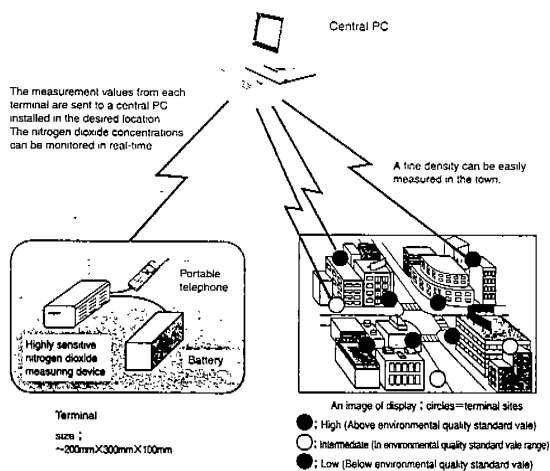 Central PC
The measurement values from each
terminal are sent to a central PC
installed in the desired location
The nitrogen dioxide concentrations
can be monitored in real-time
A fine density can be easily
measured in the town.
Portable
telephone
Highly sensitive
nitrogen dioxide
measuring device
Battery
An image of display ; circles=terminal sites
Terminal
size ;
~200mm×300mm×100mm
; High (Above environmental quality standard vale)
; Intermediate (In environmental quality standard vale range)
; Low (Below environmental quality standard vale)